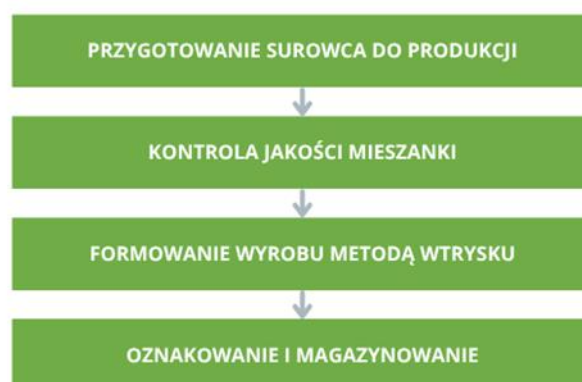 PRZYGOTOWANIE SUROWCA DO PRODUKCJI
KONTROLA JAKOŚCI MIESZANKI
FORMOWANIE WYROBU METODĄ WTRYSKU
OZNAKOWANIE I MAGAZYNOWANIE